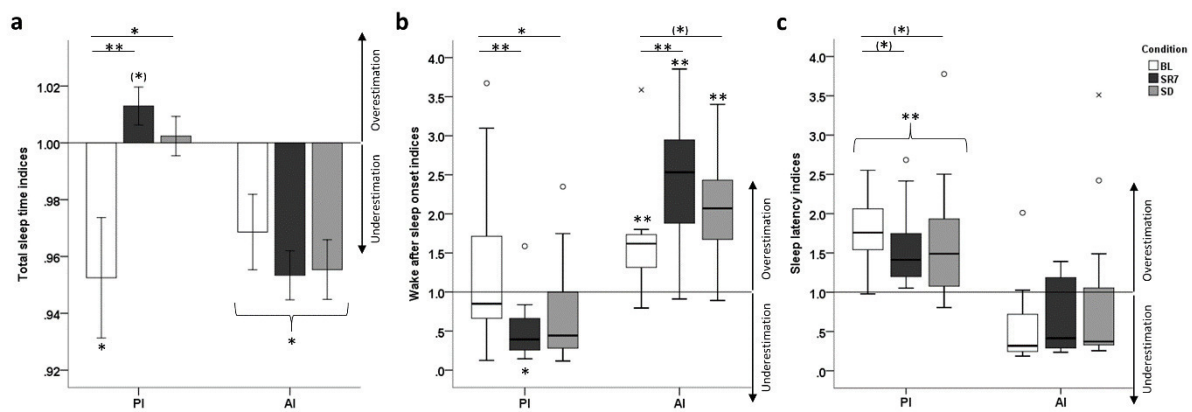 a
*
**
(*)
Total sleep time indices
1.02
1.00
.98
.96
.94
.92
*
*
PI
AI
Overestimation
Underestimation
b
*
**
(*)
**
**
**
**
*
Wake after sleep onset indices
4.0
3.5
3.0
2.5
2.0
1.5
1.0
0.5
.0
PI
AI
Overestimation
Underestimation
c
(*)
(*)
**
Sleep latency indices
4.0
3.5
3.0
2.5
2.0
1.5
1.0
0.5
.0
PI
AI
Overestimation
Underestimation
Condition
BL
SR7
SD